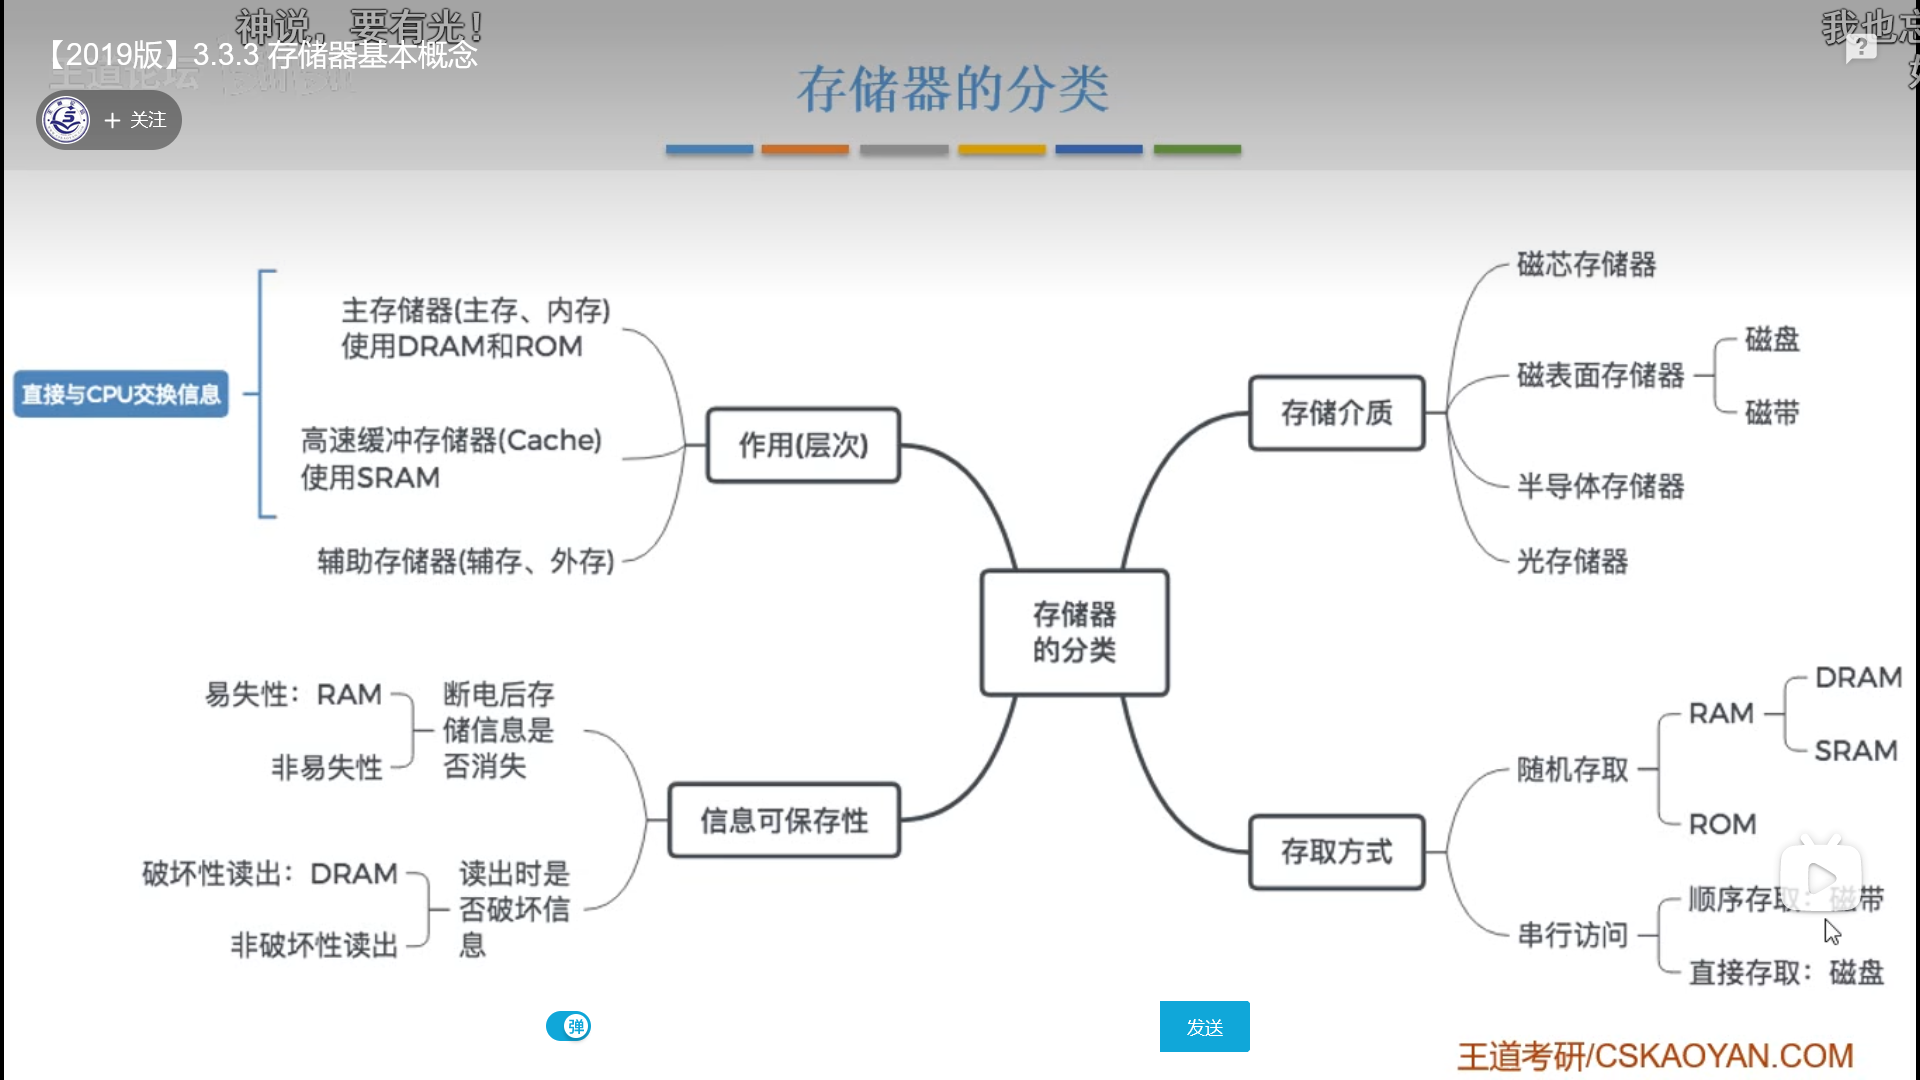 神说，要有光！
我也忘
【2019版】3.3.3 存储器基本概念
王道论坛
+ 关注
存储器的分类
直接与CPU交换信息
主存储器(主存、内存)
使用DRAM和ROM
高速缓冲存储器(Cache)
使用SRAM
辅助存储器(辅存、外存)
作用(层次)
存储介质
磁芯存储器
磁表面存储器
磁盘
磁带
半导体存储器
光存储器
存储器
的分类
易失性：RAM
非易失性
断电后存
储信息是
否消失
信息可保存性
破坏性读出：DRAM
非破坏性读出
读出时是
否破坏信
息
存取方式
随机存取
RAM
DRAM
SRAM
ROM
串行访问
顺序存取：磁带
直接存取：磁盘
弹
发送
王道考研/CSKAOYAN.COM